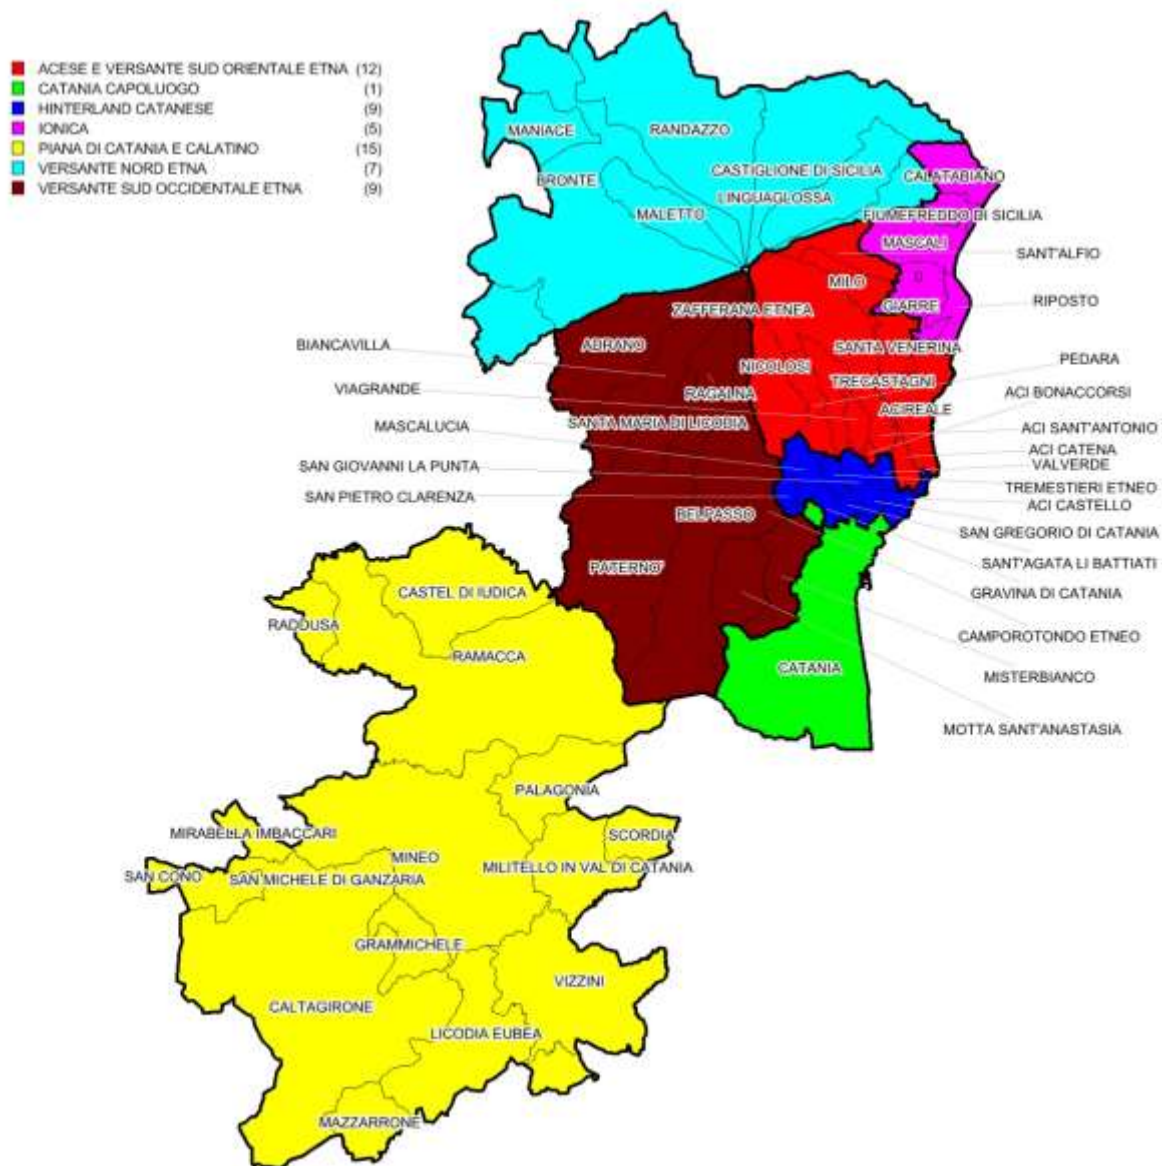 ACESE E VERSANTE SUD ORIENTALE ETNA (12)
CATANIA CAPOLUOGO (1)
HINTERLAND CATANESE (9)
IONICA (5)
PIANA DI CATANIA E CALATINO (15)
VERSANTE NORD ETNA (7)
VERSANTE SUD OCCIDENTALE ETNA (9)
MANIACE
RANDAZZO
CASTIGLIONE DI SICILIA
CALATABIANO
BRONTE
LINGUAGLOSSA
MALETTO
FIUMEFREDDO DI SICILIA
MASCALI
SANT'ALFIO
MILO
RIPOSTO
GIARRE
ZAFFERANA ETNEA
BIANCAVILLA
ADRANO
SANTA VENERINA
PEDARA
NICOLOSI
TRECASTAGNI
VIAGRANDE
RAGALNA
ACI BONACCORSI
ACIREALE
MASCALUCIA
SANTA MARIA DI LICODIA
ACI SANT'ANTONIO
ACI CATENA
SAN GIOVANNI LA PUNTA
VALVERDE
TREMESTIERI ETNEO
SAN PIETRO CLARENZA
ACI CASTELLO
BELPASSO
SAN GREGORIO DI CATANIA
PATERNO'
SANT'AGATA LI BATTIATI
CASTEL DI IUDICA
GRAVINA DI CATANIA
RADDUSA
CAMPOROTONDO ETNEO
RAMACCA
CATANIA
MISTERBIANCO
MOTTA SANT'ANASTASIA
PALAGONIA
MIRABELLA IMBACCARI
SCORDIA
MINEO
MILITELLO IN VAL DI CATANIA
SAN CONO
SAN MICHELE DI GANZARIA
GRAMMICHELE
VIZZINI
CALTAGIRONE
LICODIA EUBEA
MAZZARRONE